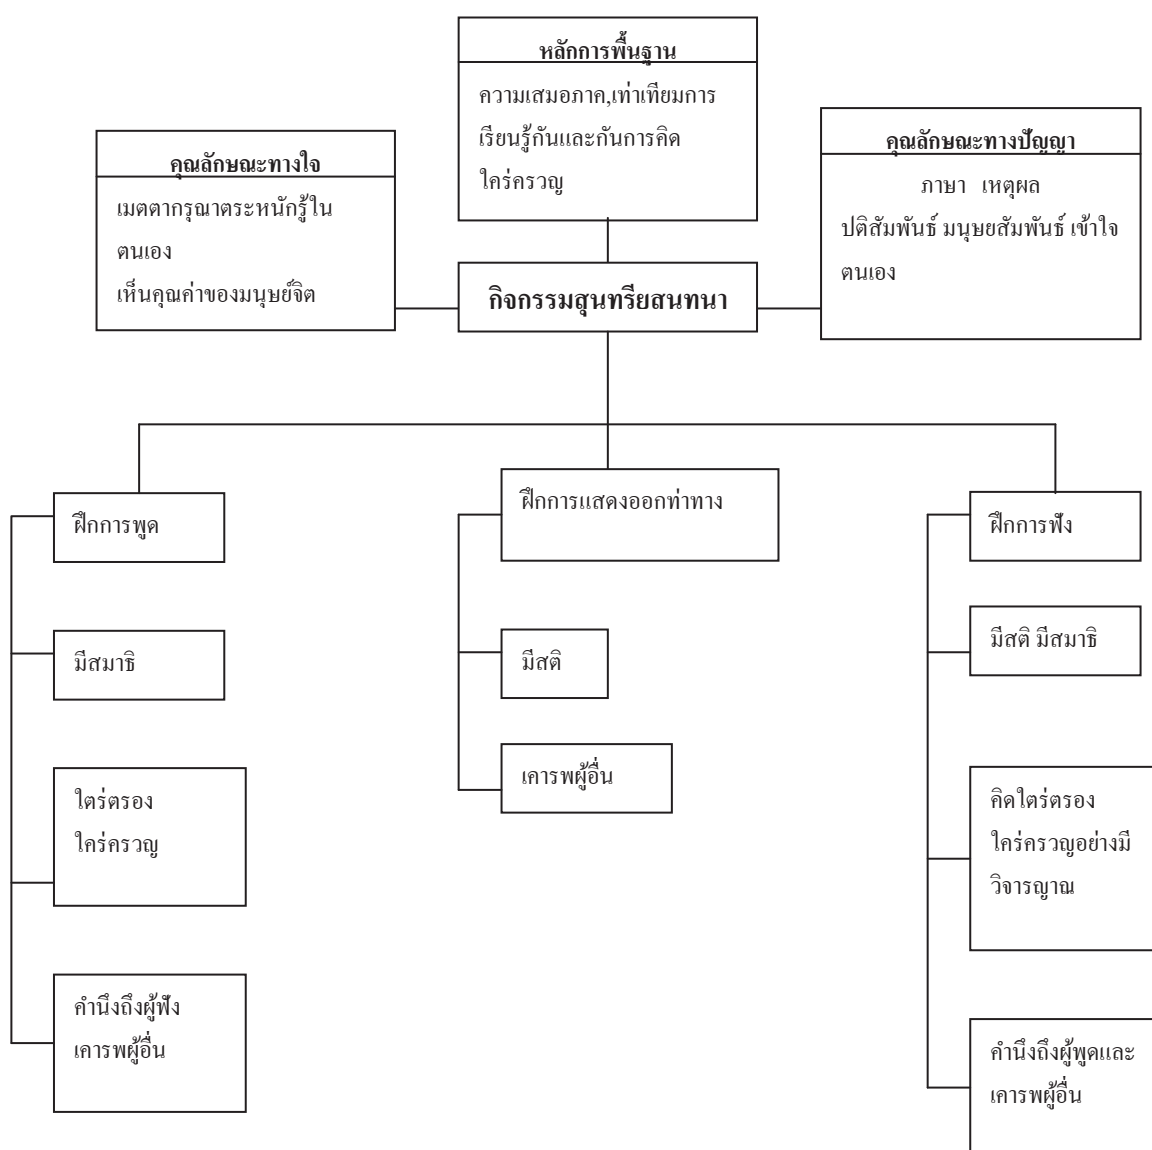 หลักการพื้นฐาน
ความเสมอภาค,เท่าเทียมการ
เรียนรู้กันและกันการคิด
ใคร่ครวญ
คุณลักษณะทางใจ
เมตตากรุณาตระหนักรู้ใน
ตนเอง
เห็นคุณค่าของมนุษย์จิต
คุณลักษณะทางปัญญา
ภาษา เหตุผล
ปติสัมพันธ์ มนุษยสัมพันธ์ เข้าใจ
ตนเอง
กิจกรรมสุนทรียสนทนา
ฝึกการพูด
มีสมาธิ
ใตร่ตรอง
ใคร่ครวญ
คำนึงถึงผู้ฟัง
เคารพผู้อื่น
ฝึกการแสดงออกท่าทาง
มีสติ
เคารพผู้อื่น
ฝึกการฟัง
มีสติ มีสมาธิ
คิดใตร่ตรอง
ใคร่ครวญอย่างมี
วิจารญาณ
คำนึงถึงผู้พูดและ
เคารพผู้อื่น